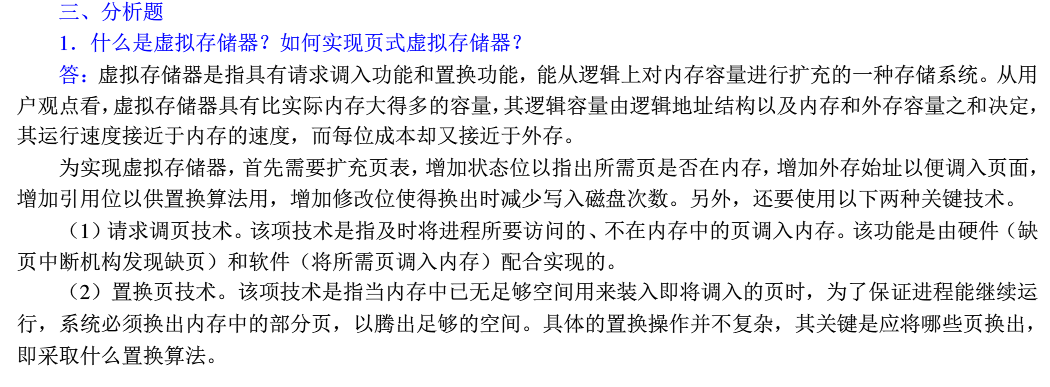 三、分析题
1．什么是虚拟存储器？如何实现页式虚拟存储器？
答：虚拟存储器是指具有请求调入功能和置换功能，能从逻辑上对内存容量进行扩充的一种存储系统。从用
户观点看，虚拟存储器具有比实际内存大得多的容量，其逻辑容量由逻辑地址结构以及内存和外存容量之和决定，
其运行速度接近于内存的速度，而每位成本却又接近于外存。
为实现虚拟存储器，首先需要扩充页表，增加状态位以指出所需页是否在内存，增加外存始址以便调入页面，
增加引用位以供置换算法用，增加修改位使得换出时减少写入磁盘次数。另外，还要使用以下两种关键技术。
（1）请求调页技术。该项技术是指及时将进程所要访问的、不在内存中的页调入内存。该功能是由硬件（缺
页中断机构发现缺页）和软件（将所需页调入内存）配合实现的。
（2）置换页技术。该项技术是指当内存中已无足够空间用来装入即将调入的页时，为了保证进程能继续运
行，系统必须换出内存中的部分页，以腾出足够的空间。具体的置换操作并不复杂，其关键是应将哪些页换出，
即采取什么置换算法。